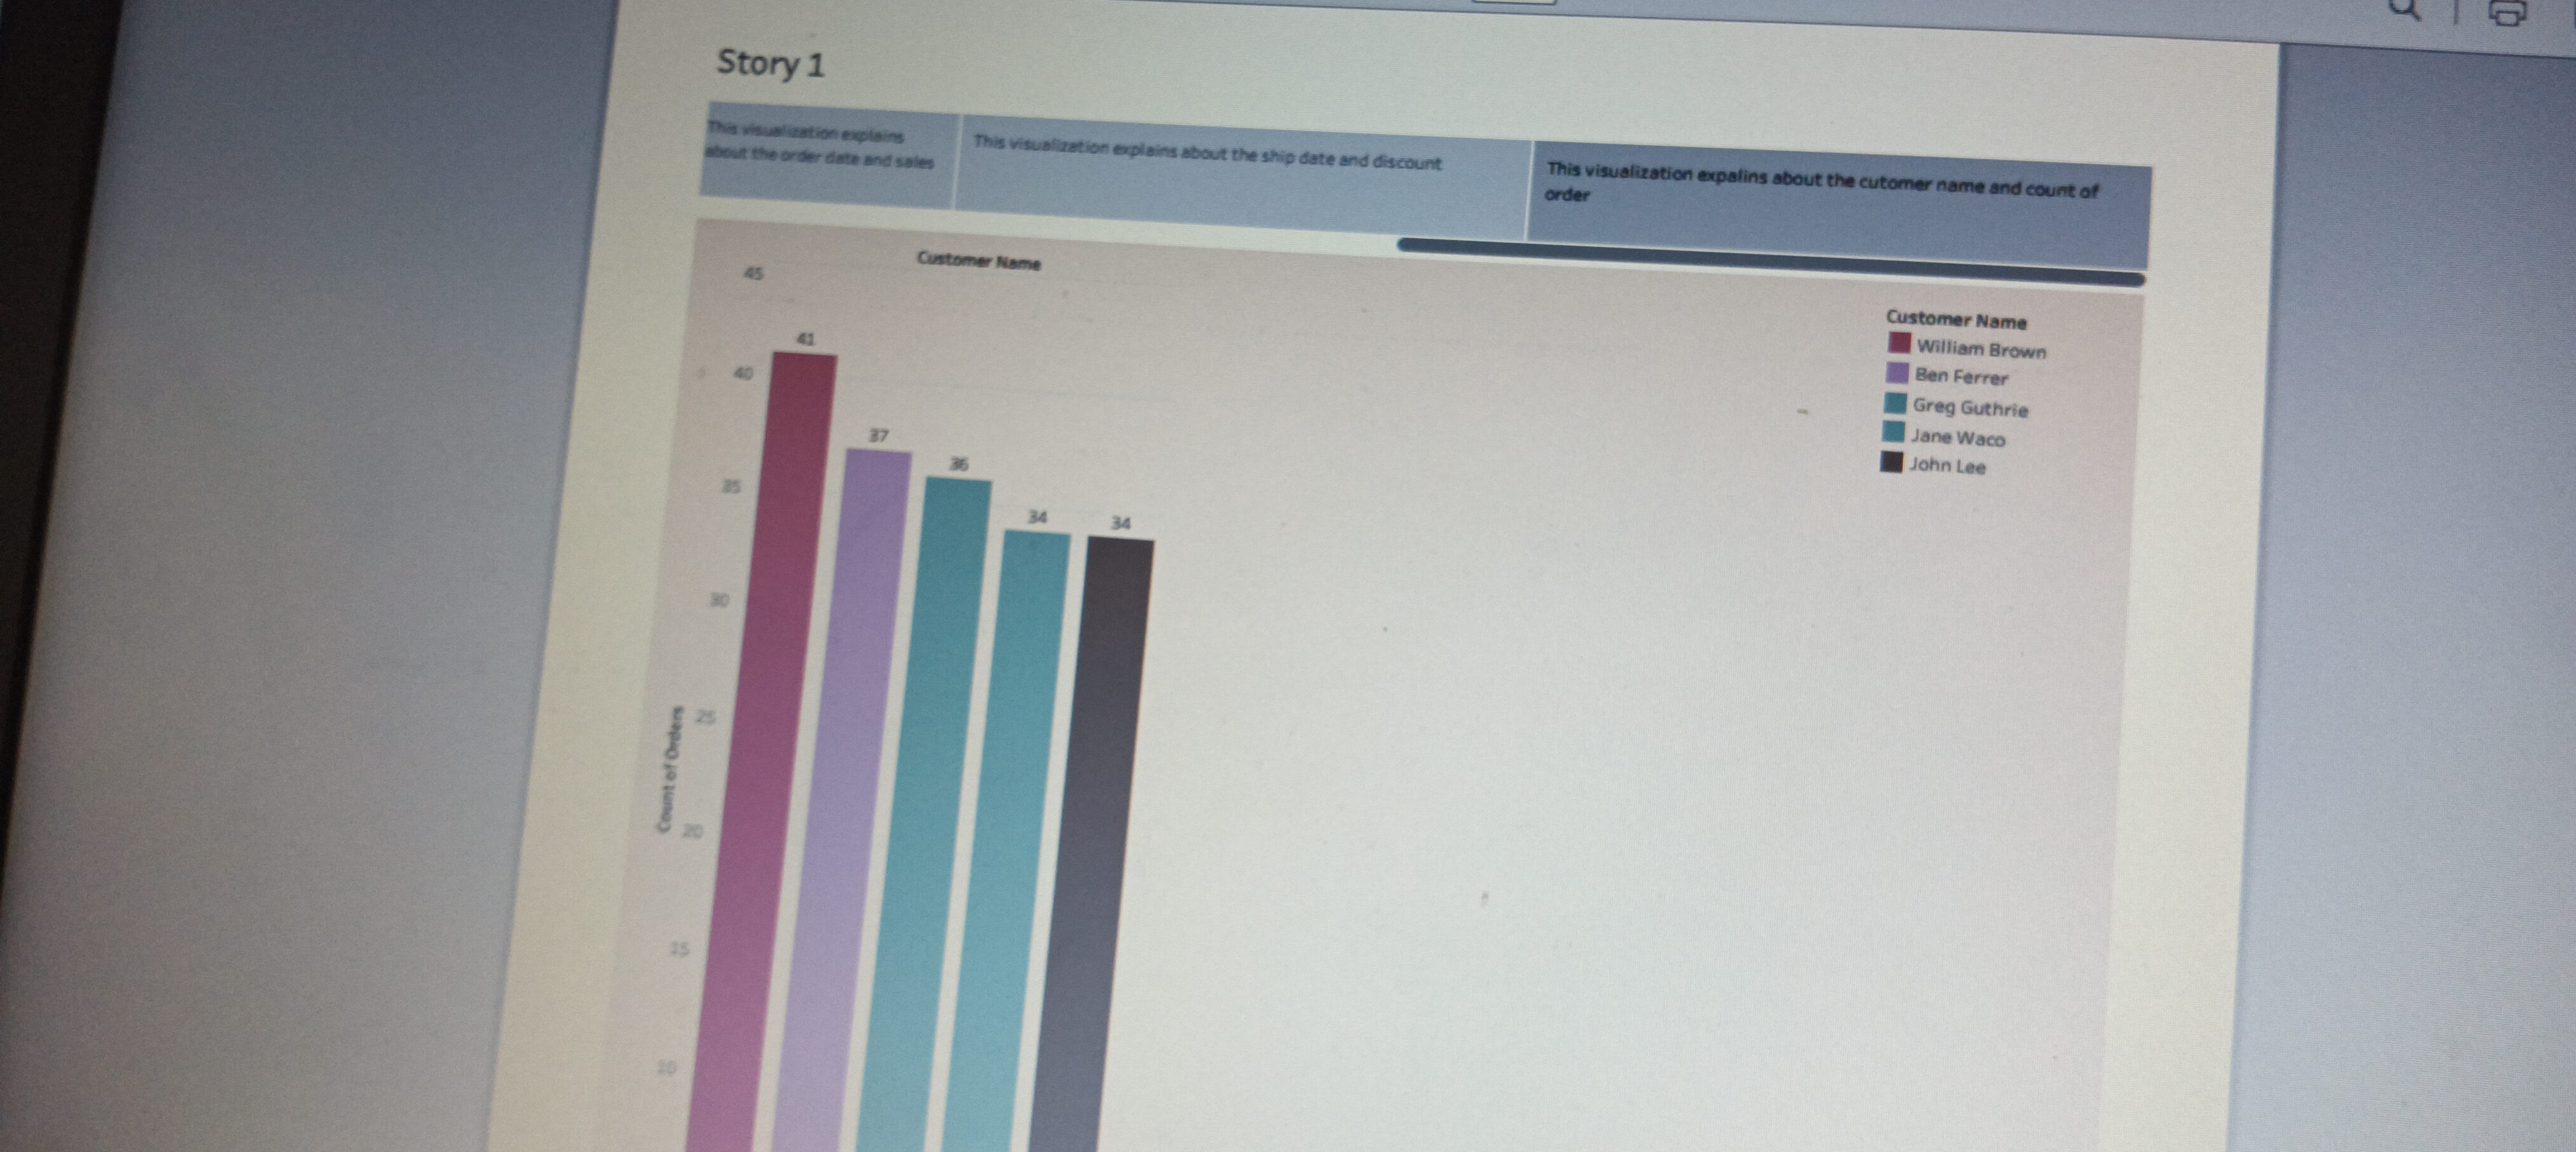 Story 1
This visualization explains
about the order date and sales
This visualization explains about the ship date and discount
This visualization expalins about the cutomer name and count of
order
Customer Name
45
40
35
30
25
20
15
10
Count of Orders
41
37
36
34
34
Customer Name
William Brown
Ben Ferrer
Greg Guthrie
Jane Waco
John Lee